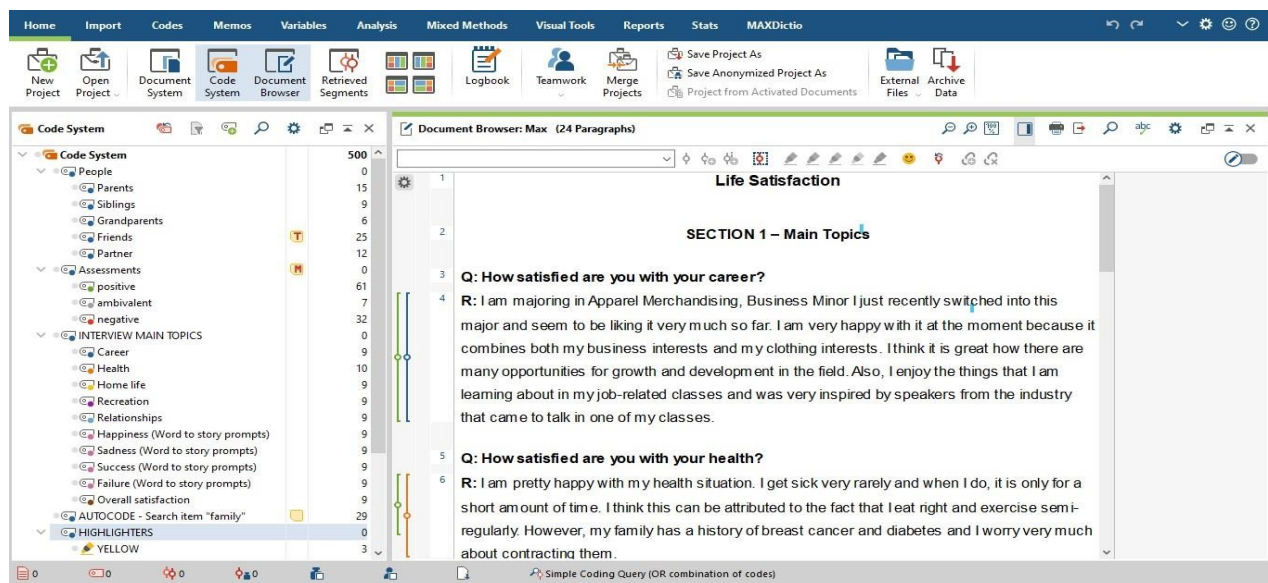 Home Import Codes Memos Variables Analysis Mixed Methods Visual Tools Reports Stats MAXDictio
New Project
Open Project
Document System
Code System
Document Browser
Retrieved Segments
Logbook
Teamwork
Merge Projects
Save Project As
Save Anonymized Project As
Project from Activated Documents
External Files
Archive Data
Code System
Code System 500
People 0
Parents 15
Siblings 9
Grandparents 6
Friends T 25
Partner 12
Assessments M 0
positive 61
ambivalent 7
negative 32
INTERVIEW MAIN TOPICS 0
Career 9
Health 10
Home life 9
Recreation 9
Relationships 9
Happiness (Word to story prompts) 9
Sadness (Word to story prompts) 9
Success (Word to story prompts) 9
Failure (Word to story prompts) 9
Overall satisfaction 9
AUTOCODE - Search item "family" 29
HIGHLIGHTERS 0
YELLOW 3
Document Browser: Max (24 Paragraphs)
abc
1 Life Satisfaction
2 SECTION 1 – Main Topics
3 Q: How satisfied are you with your career?
4 R: I am majoring in Apparel Merchandising, Business Minor I just recently switched into this
major and seem to be liking it very much so far. I am very happy with it at the moment because it
combines both my business interests and my clothing interests. I think it is great how there are
many opportunities for growth and development in the field. Also, I enjoy the things that I am
learning about in my job-related classes and was very inspired by speakers from the industry
that came to talk in one of my classes.
5 Q: How satisfied are you with your health?
6 R: I am pretty happy with my health situation. I get sick very rarely and when I do, it is only for a
short amount of time. I think this can be attributed to the fact that I eat right and exercise semi-
regularly. However, my family has a history of breast cancer and diabetes and I worry very much
about contracting them.
0 0 0 0 Simple Coding Query (OR combination of codes)